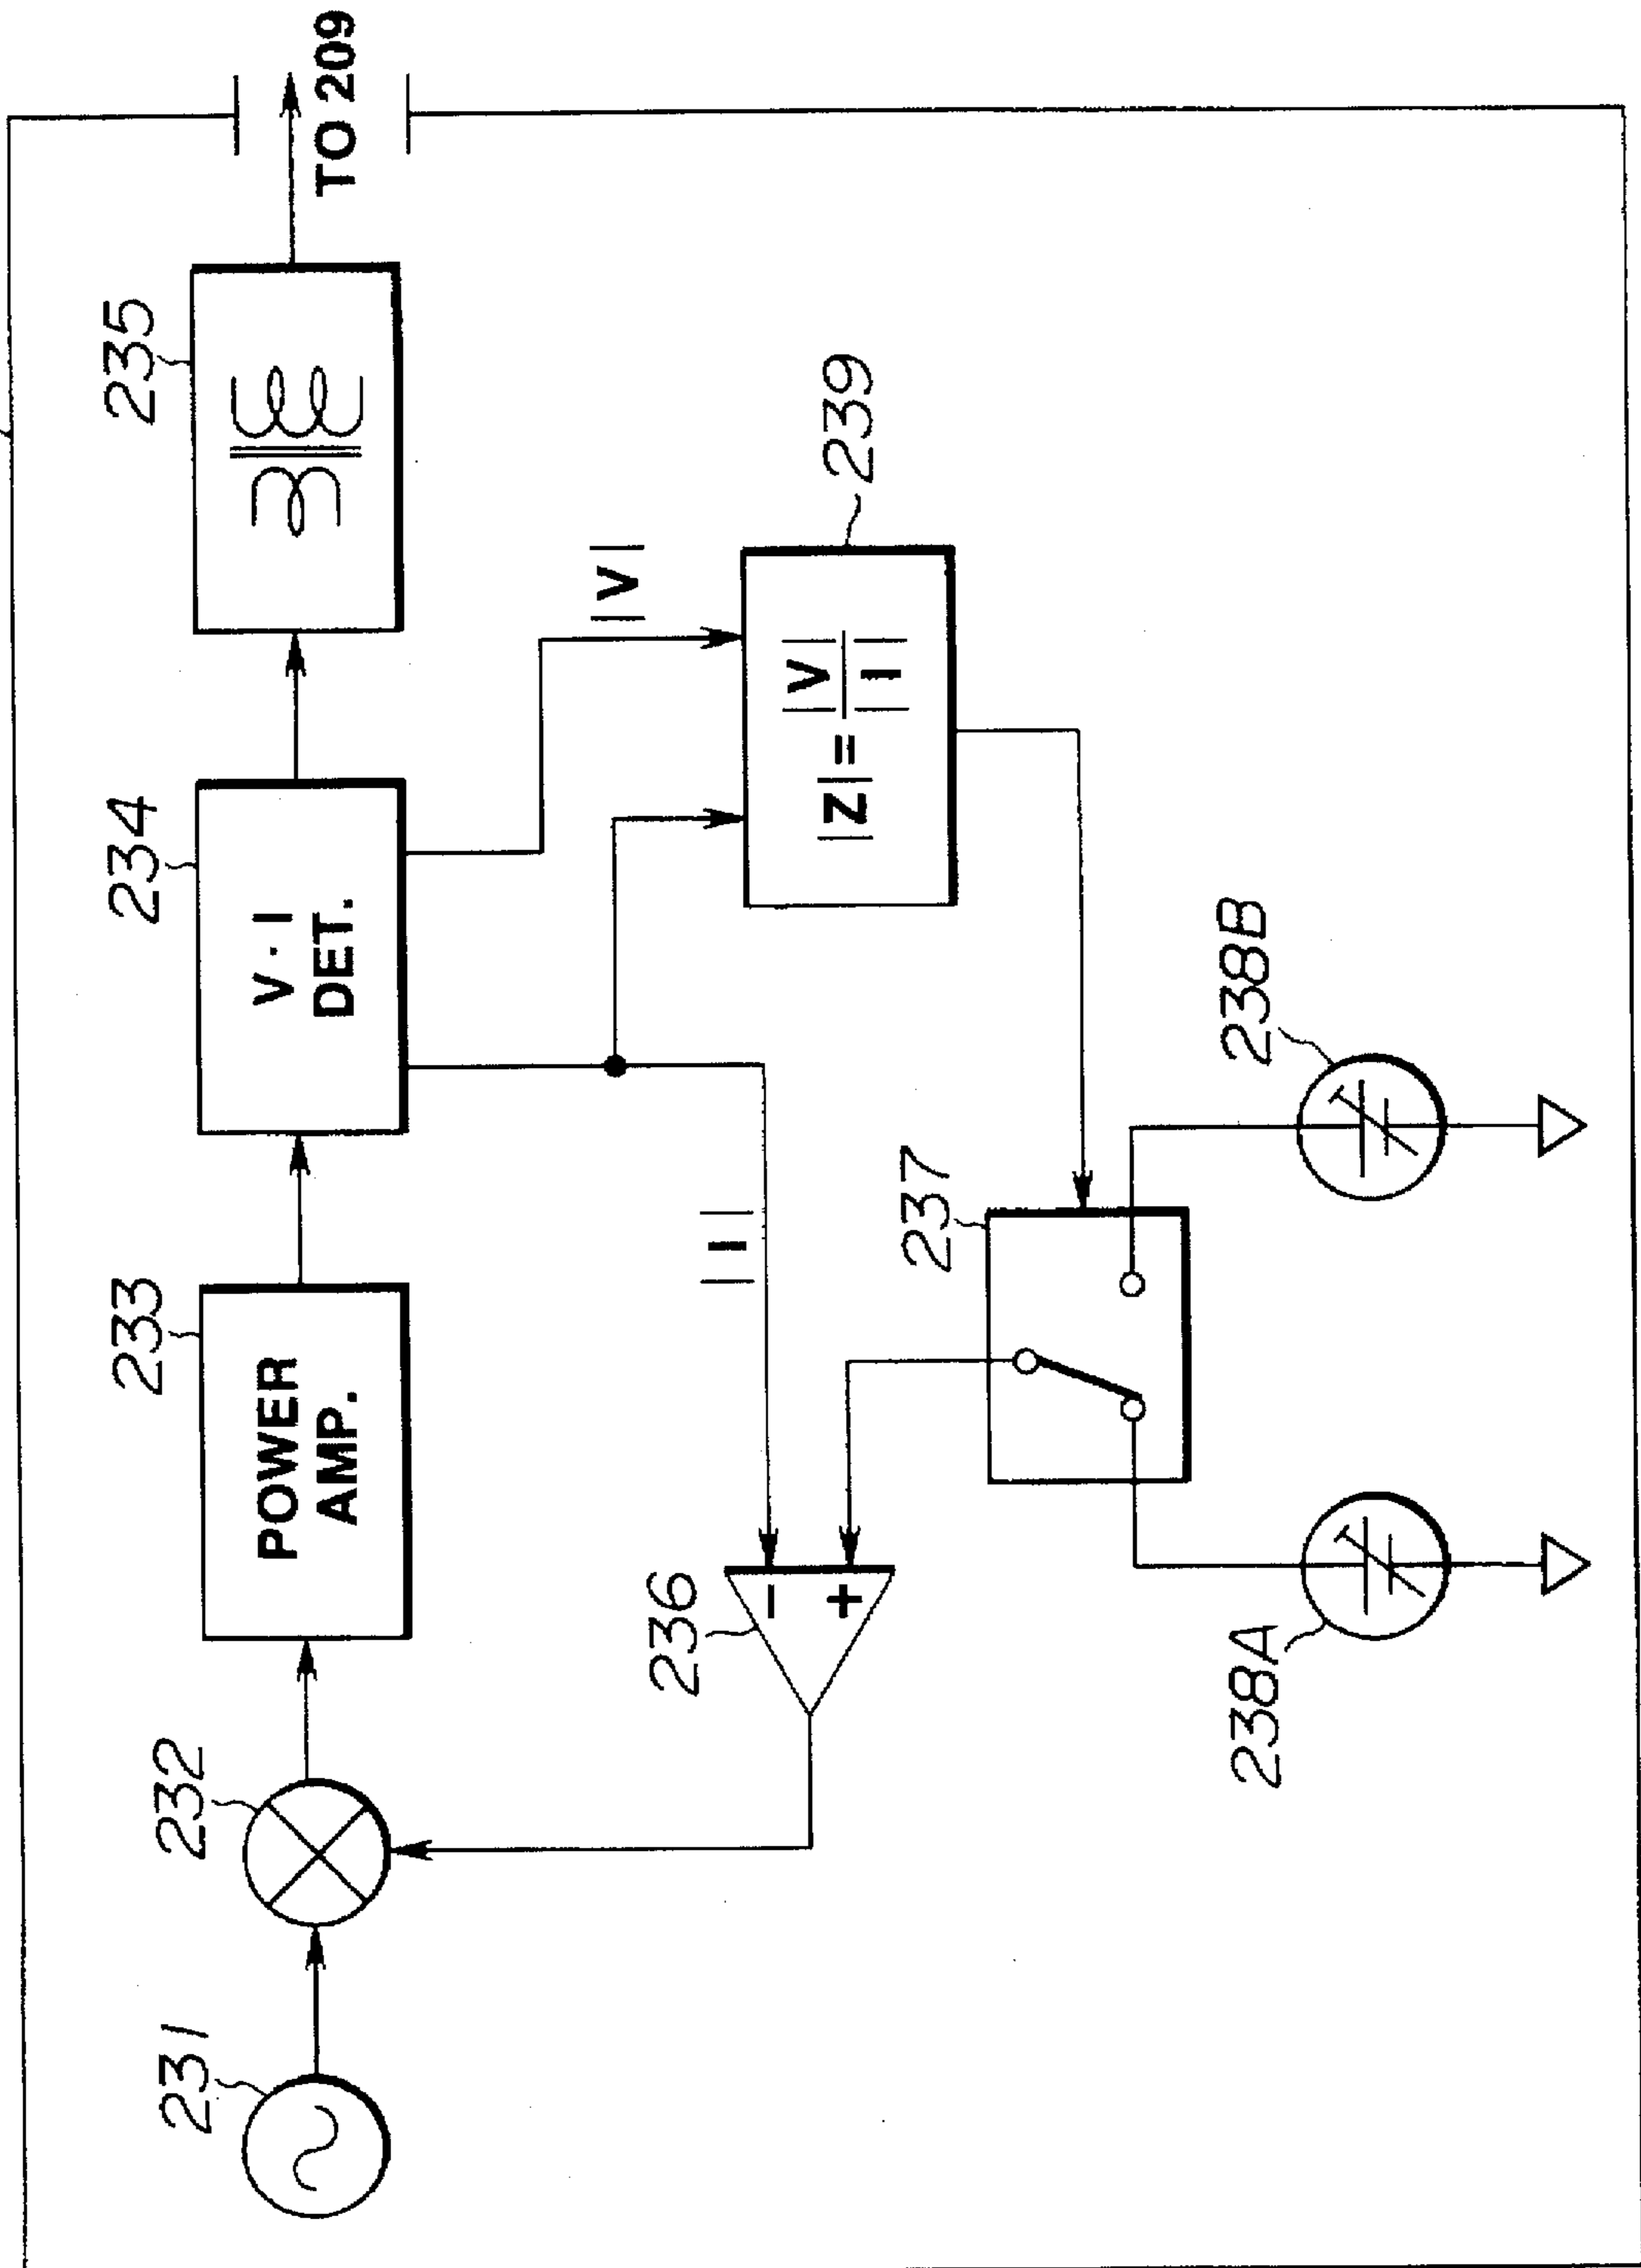 235
TO 209
234
233
232
231
V·I
DET.
POWER
AMP.
|V|
239
|Z| = |V| / |I|
|I|
236
-
+
237
238B
238A